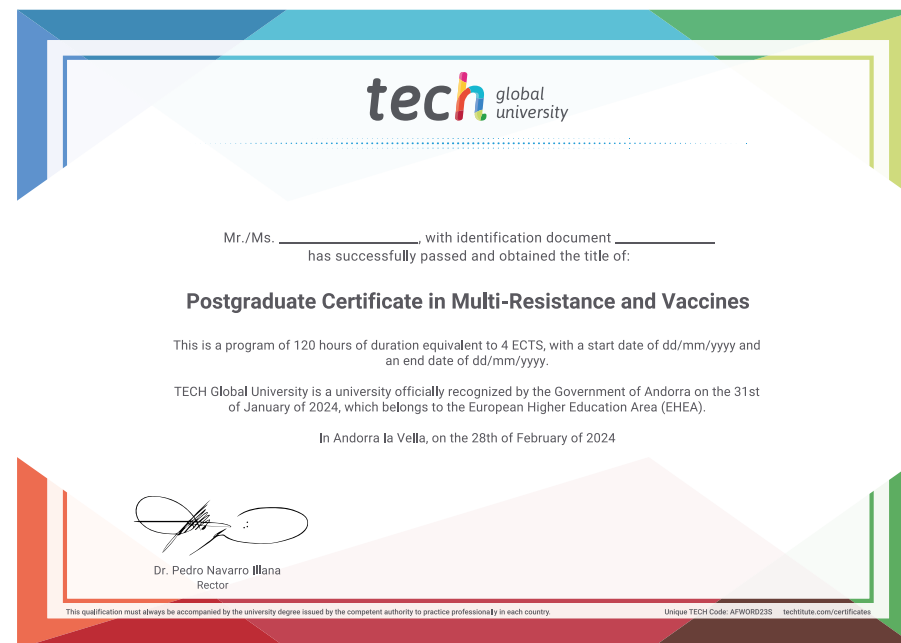 tech global university
Mr./Ms. ____________________, with identification document ______________
has successfully passed and obtained the title of:
Postgraduate Certificate in Multi-Resistance and Vaccines
This is a program of 120 hours of duration equivalent to 4 ECTS, with a start date of dd/mm/yyyy and
an end date of dd/mm/yyyy.
TECH Global University is a university officially recognized by the Government of Andorra on the 31st
of January of 2024, which belongs to the European Higher Education Area (EHEA).
In Andorra la Vella, on the 28th of February of 2024
Dr. Pedro Navarro Illana
Rector
This qualification must always be accompanied by the university degree issued by the competent authority to practice professionally in each country.
Unique TECH Code: AFWORD23S techtitute.com/certificates